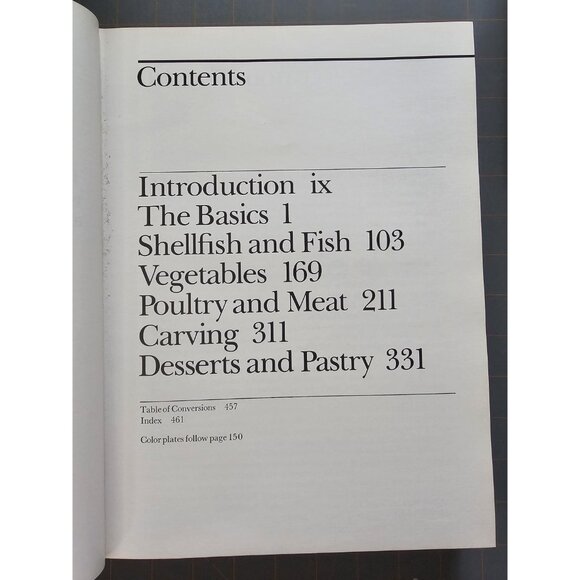 Contents
Introduction ix
The Basics 1
Shellfish and Fish 103
Vegetables 169
Poultry and Meat 211
Carving 311
Desserts and Pastry 331
Table of Conversions 457
Index 461
Color plates follow page 150